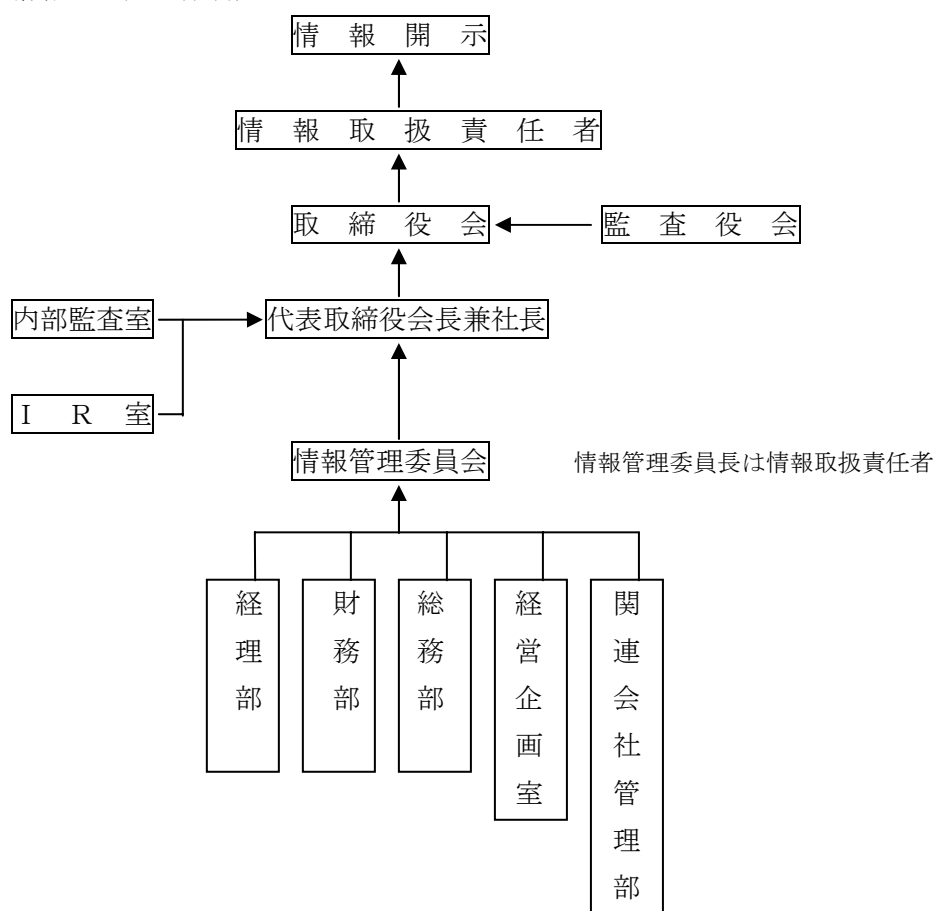 情報開示
情報取扱責任者
取締役会
監査役会
内部監査室
代表取締役会長兼社長
ＩＲ室
情報管理委員会
情報管理委員長は情報取扱責任者
経理部
財務部
総務部
経営企画室
関連会社管理部